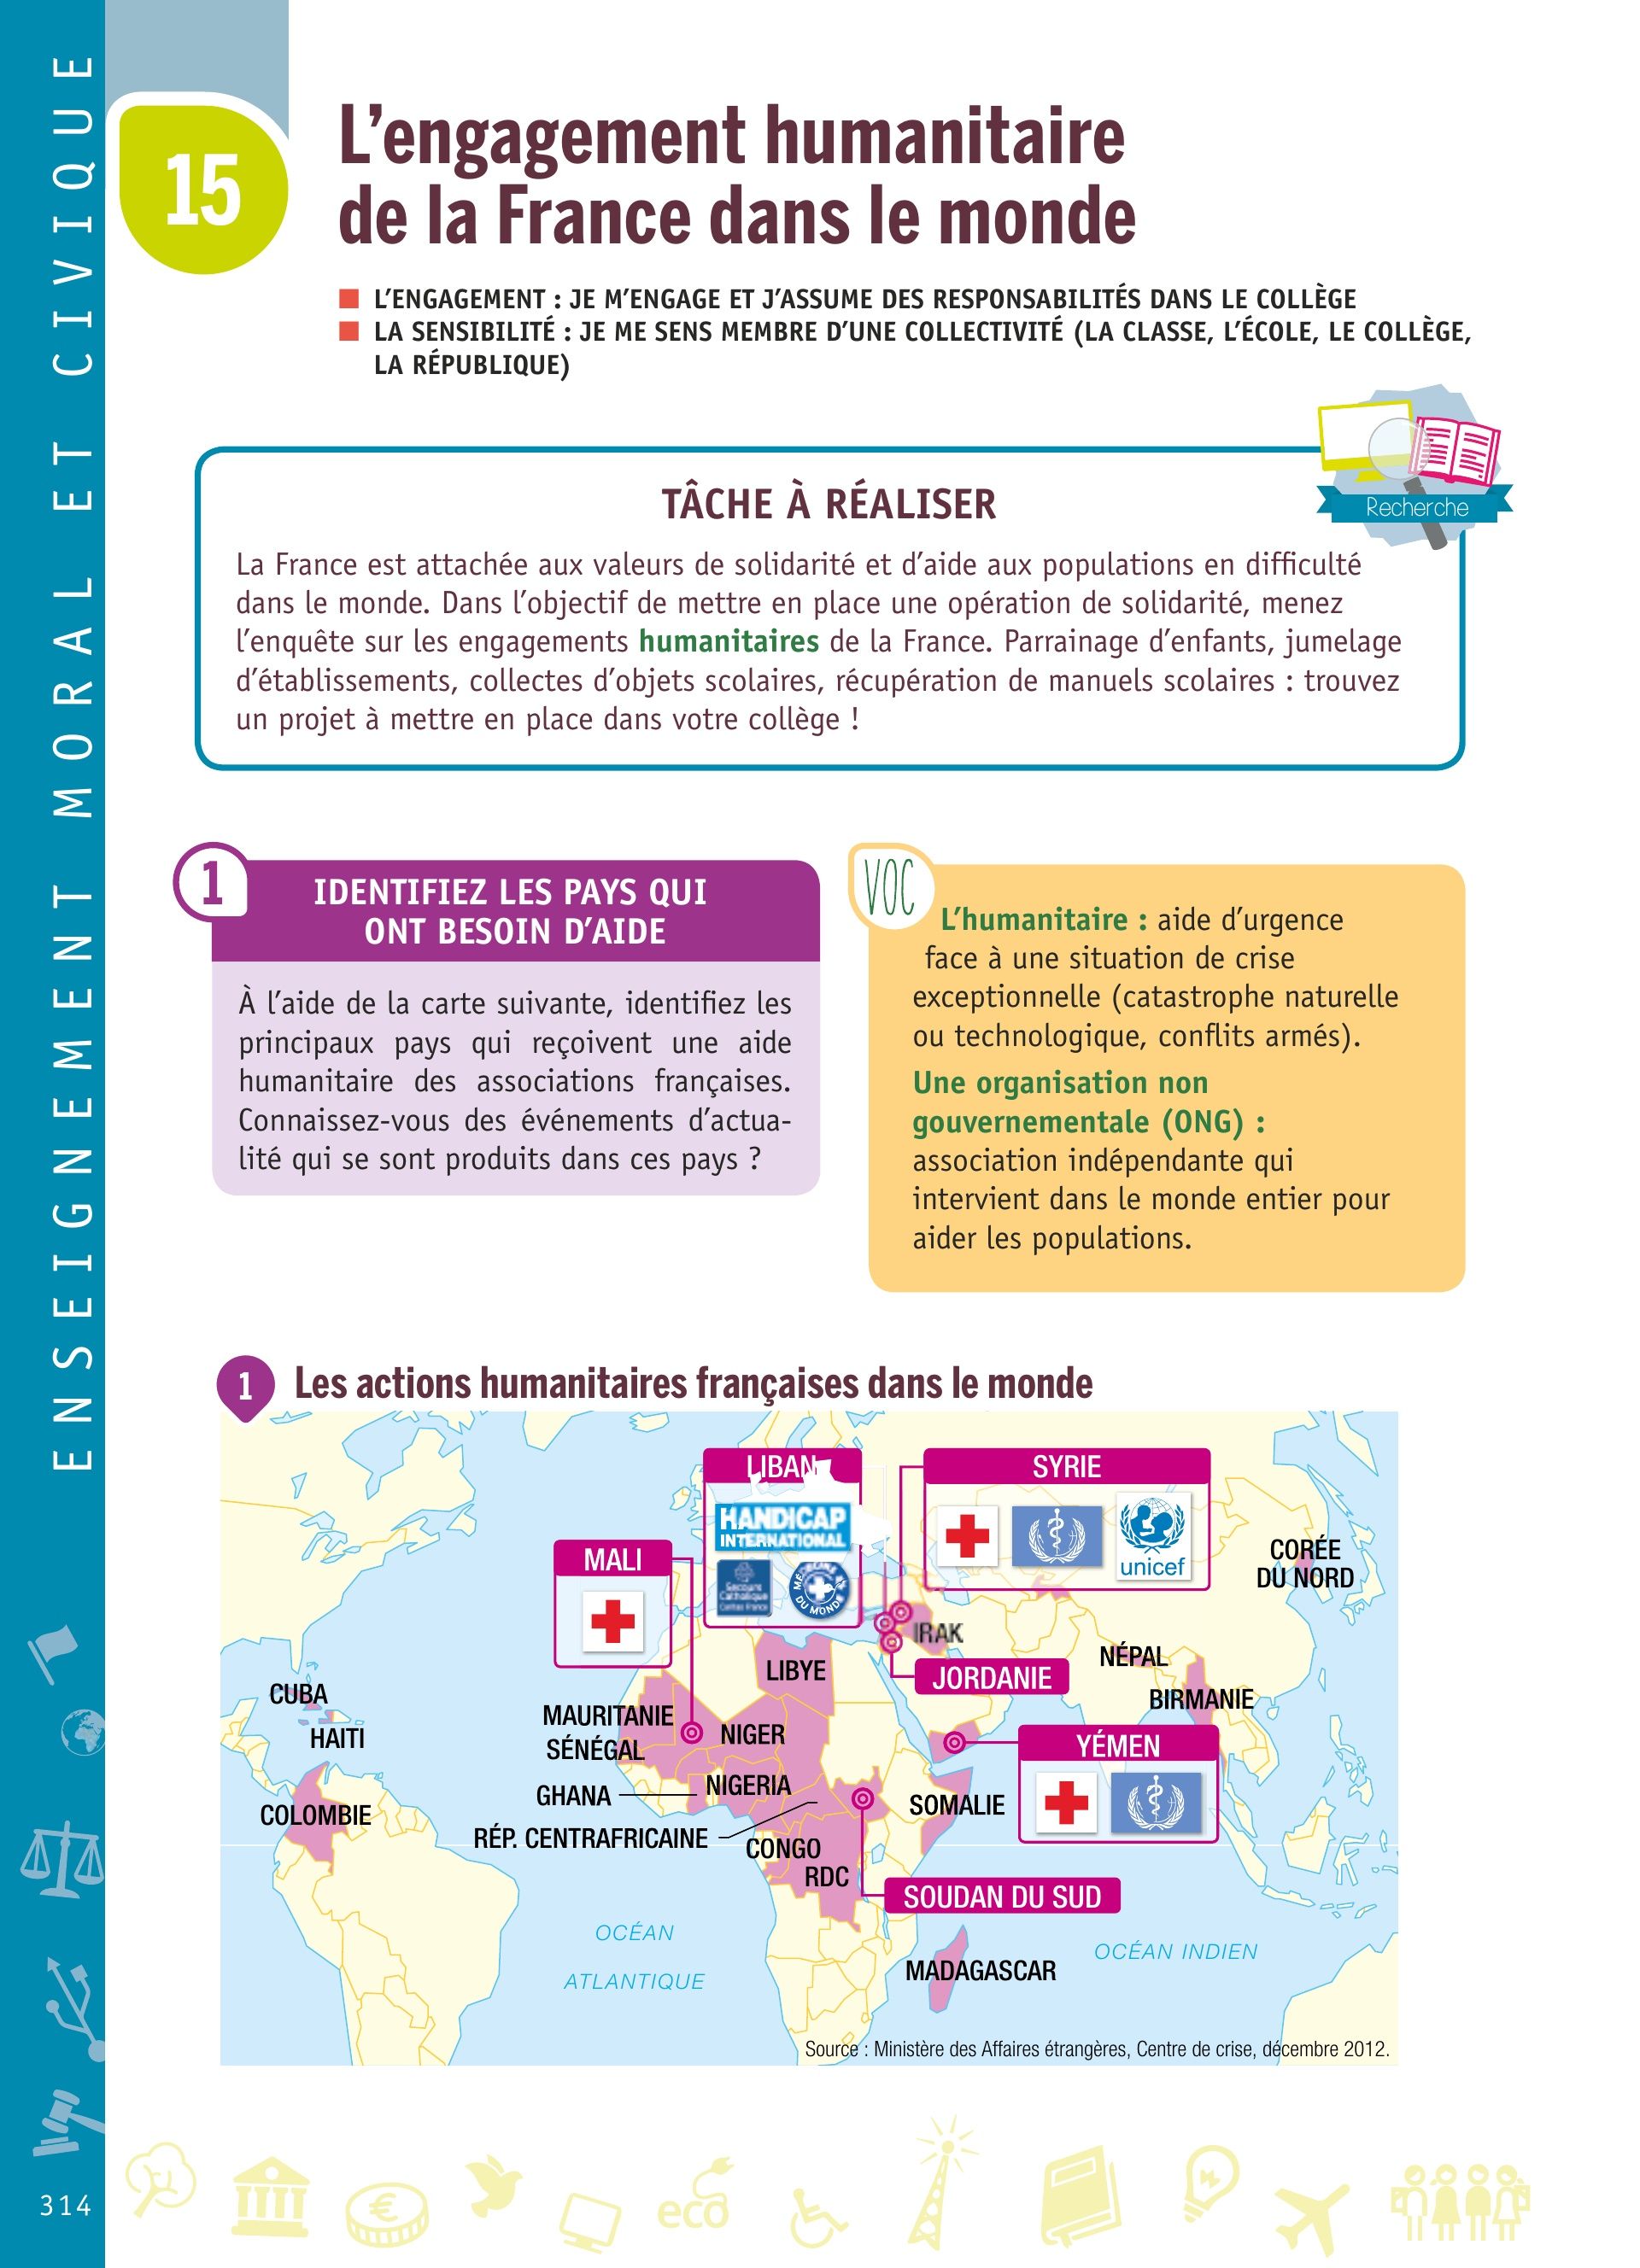 ENSEIGNEMENT MORAL ET CIVIQUE
15
L'engagement humanitaire
de la France dans le monde
L'ENGAGEMENT : JE M'ENGAGE ET J'ASSUME DES RESPONSABILITÉS DANS LE COLLÈGE
LA SENSIBILITÉ : JE ME SENS MEMBRE D'UNE COLLECTIVITÉ (LA CLASSE, L'ÉCOLE, LE COLLÈGE,
LA RÉPUBLIQUE)
Recherche
TÂCHE À RÉALISER
La France est attachée aux valeurs de solidarité et d'aide aux populations en difficulté
dans le monde. Dans l'objectif de mettre en place une opération de solidarité, menez
l'enquête sur les engagements humanitaires de la France. Parrainage d'enfants, jumelage
d'établissements, collectes d'objets scolaires, récupération de manuels scolaires : trouvez
un projet à mettre en place dans votre collège !
1
IDENTIFIEZ LES PAYS QUI
ONT BESOIN D'AIDE
À l'aide de la carte suivante, identifiez les
principaux pays qui reçoivent une aide
humanitaire des associations françaises.
Connaissez-vous des événements d'actua-
lité qui se sont produits dans ces pays ?
VOC
L'humanitaire : aide d'urgence
face à une situation de crise
exceptionnelle (catastrophe naturelle
ou technologique, conflits armés).
Une organisation non
gouvernementale (ONG) :
association indépendante qui
intervient dans le monde entier pour
aider les populations.
1
Les actions humanitaires françaises dans le monde
LIBAN
HANDICAP
INTERNATIONAL
Secours
Catholique
Caritas France
MÉDECINS
DU MONDE
SYRIE
unicef
MALI
CORÉE
DU NORD
IRAK
JORDANIE
LIBYE
NÉPAL
BIRMANIE
CUBA
HAITI
MAURITANIE
SÉNÉGAL
NIGER
YÉMEN
GHANA
NIGERIA
COLOMBIE
SOMALIE
RÉP. CENTRAFRICAINE
CONGO
RDC
SOUDAN DU SUD
OCÉAN
ATLANTIQUE
OCÉAN INDIEN
MADAGASCAR
Source : Ministère des Affaires étrangères, Centre de crise, décembre 2012.
314
€
eco